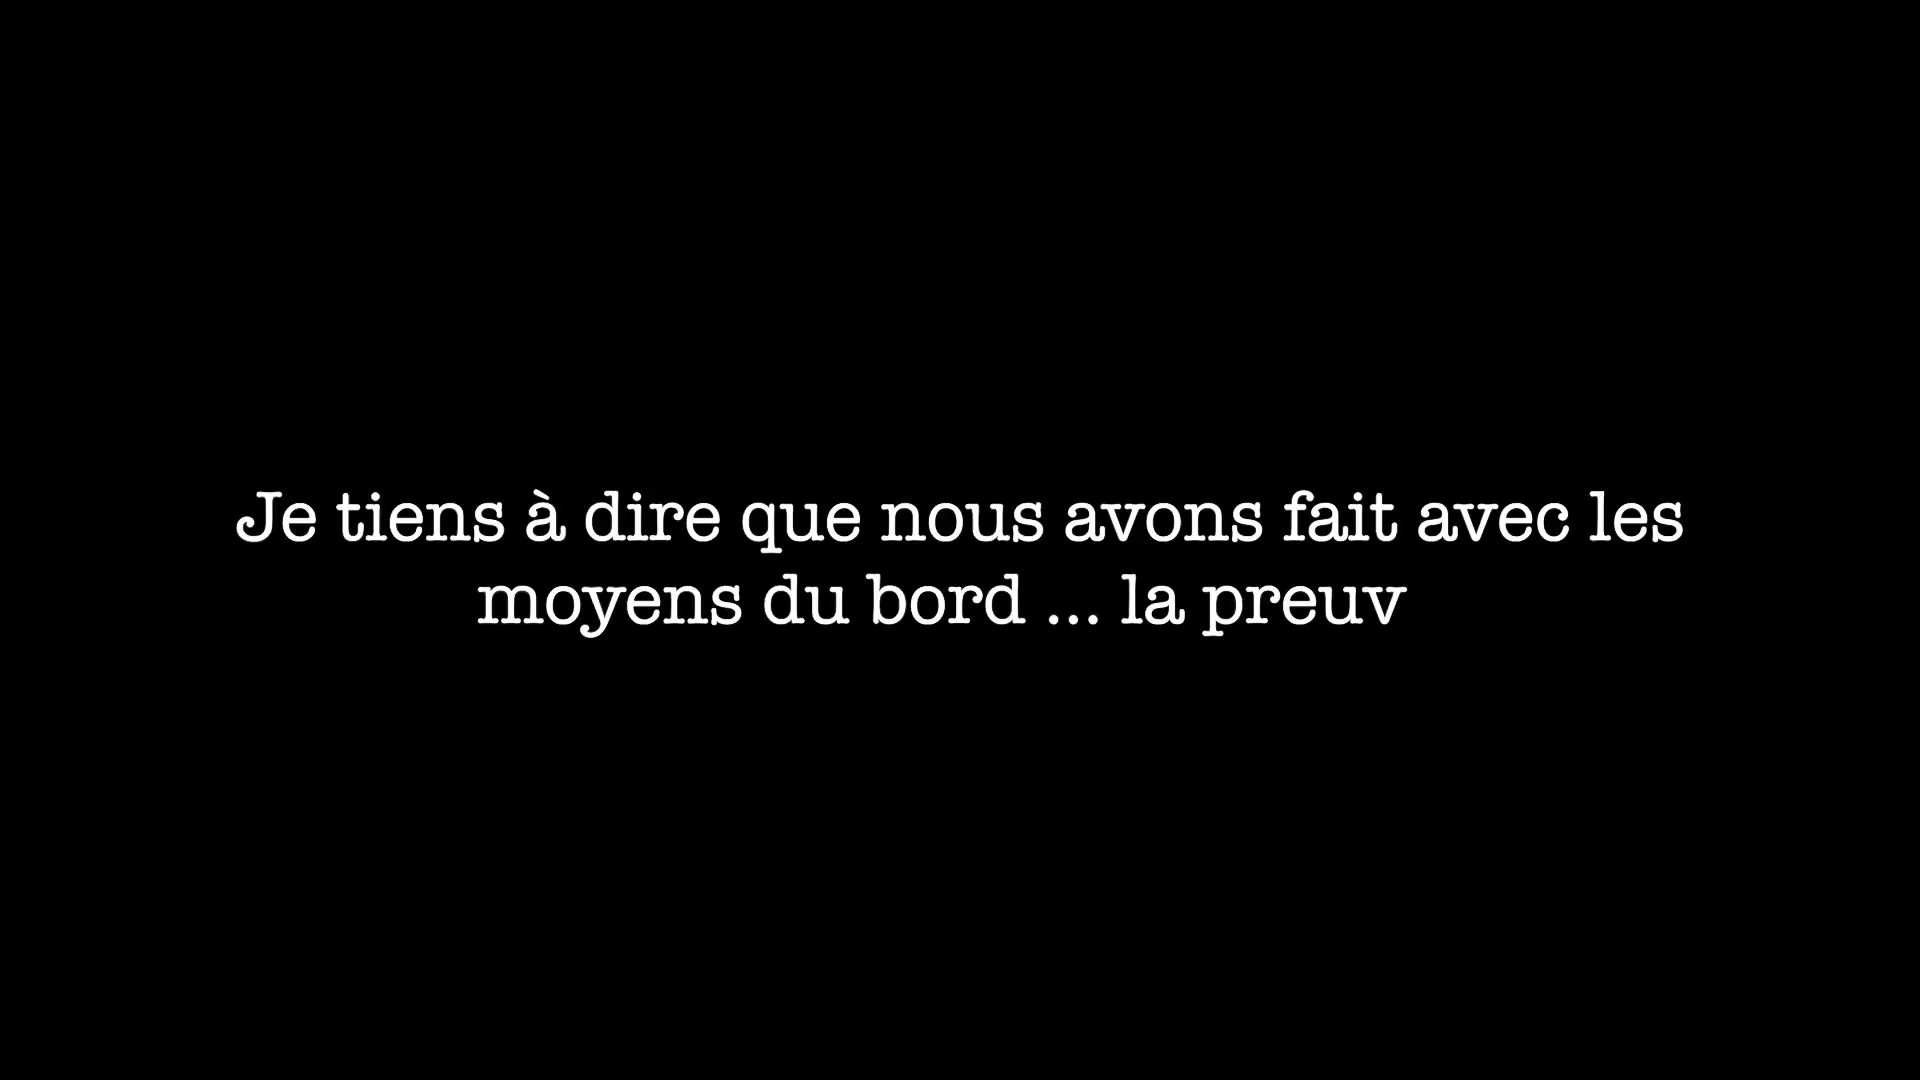 Je tiens à dire que nous avons fait avec les
moyens du bord ... la preuv